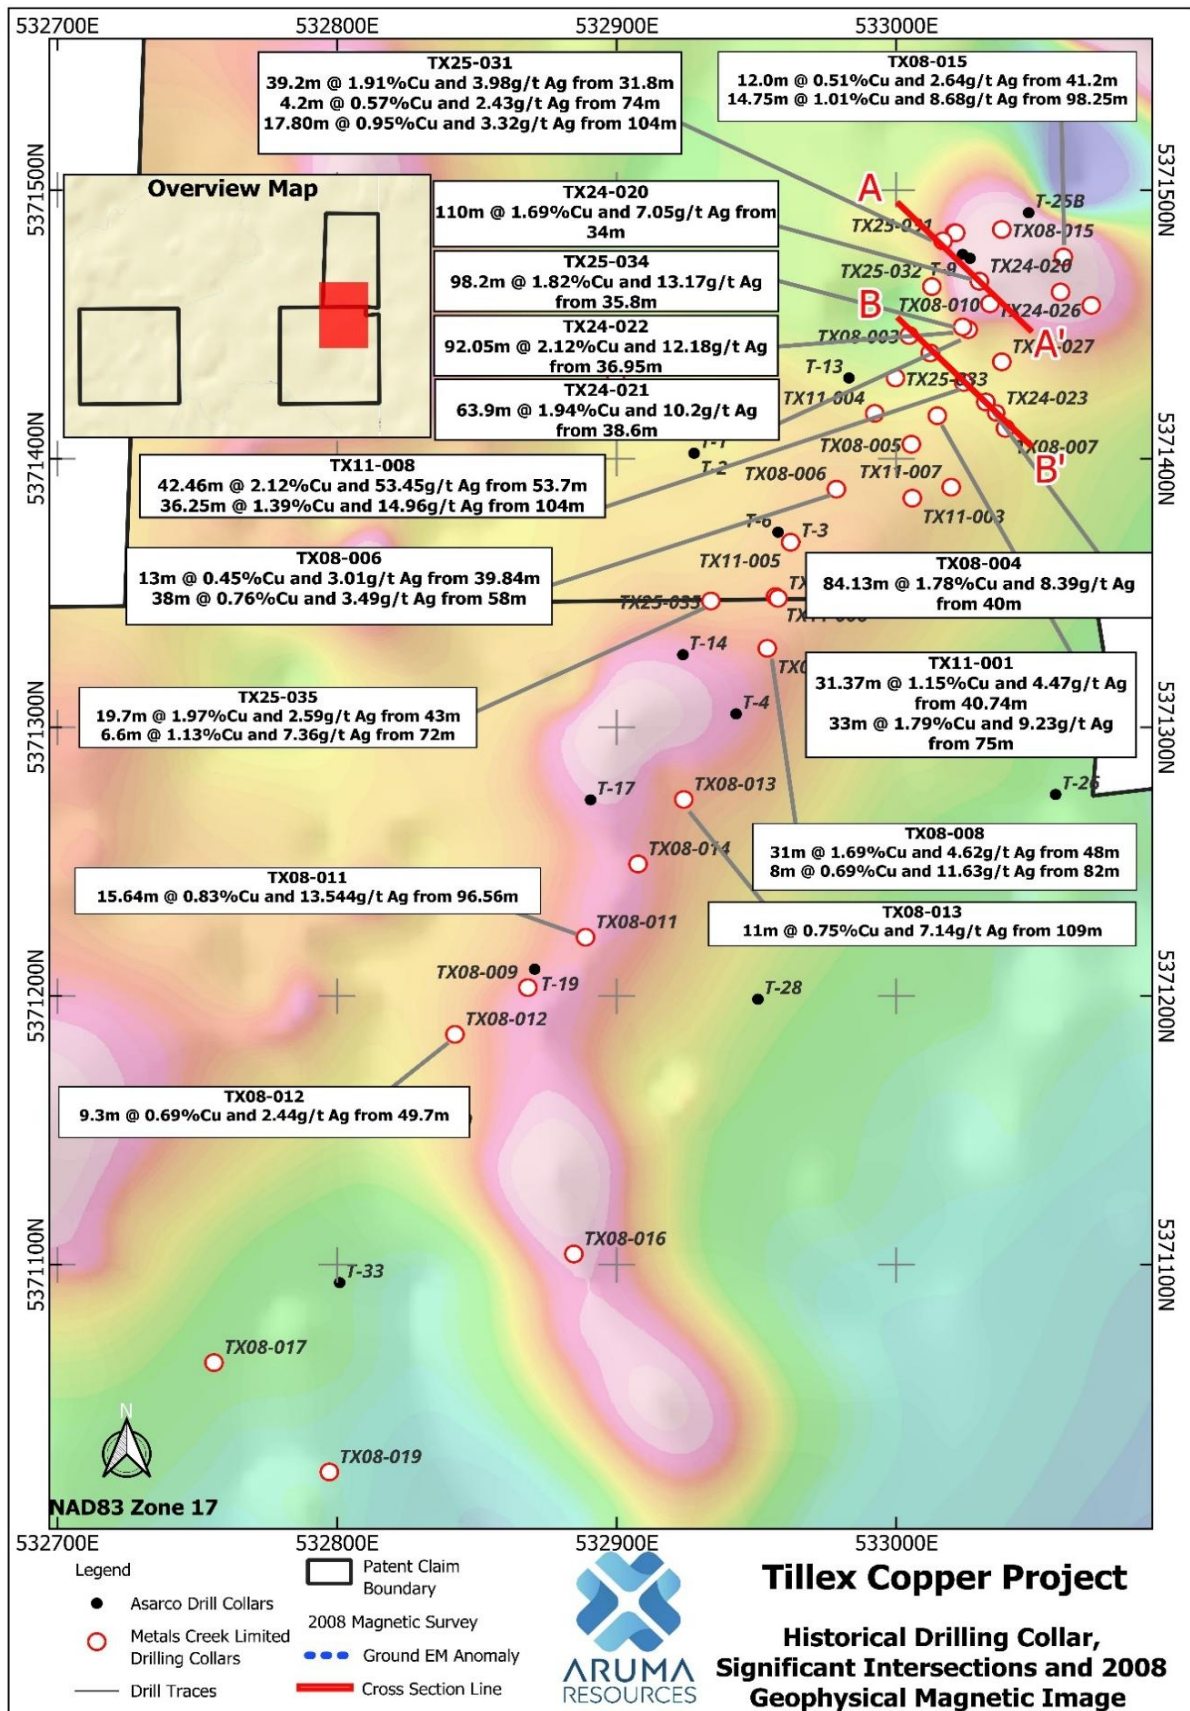 532700E 532800E 532900E 533000E
TX25-031
39.2m @ 1.91%Cu and 3.98g/t Ag from 31.8m
4.2m @ 0.57%Cu and 2.43g/t Ag from 74m
17.80m @ 0.95%Cu and 3.32g/t Ag from 104m
TX08-015
12.0m @ 0.51%Cu and 2.64g/t Ag from 41.2m
14.75m @ 1.01%Cu and 8.68g/t Ag from 98.25m
5371500N
5371500N
Overview Map
TX24-020
110m @ 1.69%Cu and 7.05g/t Ag from
34m
TX25-034
98.2m @ 1.82%Cu and 13.17g/t Ag
from 35.8m
TX24-022
92.05m @ 2.12%Cu and 12.18g/t Ag
from 36.95m
TX24-021
63.9m @ 1.94%Cu and 10.2g/t Ag
from 38.6m
A
T-25B
TX08-015
TX25-032
T-9
TX24-020
B
TX08-010
TX24-026
A'
TX08-003
T-13
TX25-033
TX11-004
TX24-023
TX08-005
TX08-007
B'
5371400N
5371400N
T-2
TX08-006
TX11-007
TX11-003
TX11-008
42.46m @ 2.12%Cu and 53.45g/t Ag from 53.7m
36.25m @ 1.39%Cu and 14.96g/t Ag from 104m
T-6
T-3
TX11-005
TX08-006
13m @ 0.45%Cu and 3.01g/t Ag from 39.84m
38m @ 0.76%Cu and 3.49g/t Ag from 58m
TX08-004
84.13m @ 1.78%Cu and 8.39g/t Ag
from 40m
TX25-035
T-14
TX11-001
31.37m @ 1.15%Cu and 4.47g/t Ag
from 40.74m
33m @ 1.79%Cu and 9.23g/t Ag
from 75m
TX25-035
19.7m @ 1.97%Cu and 2.59g/t Ag from 43m
6.6m @ 1.13%Cu and 7.36g/t Ag from 72m
T-4
5371300N
5371300N
T-17
TX08-013
T-26
TX08-008
31m @ 1.69%Cu and 4.62g/t Ag from 48m
8m @ 0.69%Cu and 11.63g/t Ag from 82m
TX08-014
TX08-011
15.64m @ 0.83%Cu and 13.544g/t Ag from 96.56m
TX08-013
11m @ 0.75%Cu and 7.14g/t Ag from 109m
TX08-011
TX08-009
T-19
T-28
5371200N
5371200N
TX08-012
TX08-012
9.3m @ 0.69%Cu and 2.44g/t Ag from 49.7m
TX08-016
5371100N
5371100N
T-33
TX08-017
N
TX08-019
NAD83 Zone 17
532700E 532800E 532900E 533000E
Legend
Asarco Drill Collars
Metals Creek Limited
Drilling Collars
Drill Traces
Patent Claim
Boundary
2008 Magnetic Survey
Ground EM Anomaly
Cross Section Line
ARUMA
RESOURCES
Tillex Copper Project
Historical Drilling Collar,
Significant Intersections and 2008
Geophysical Magnetic Image